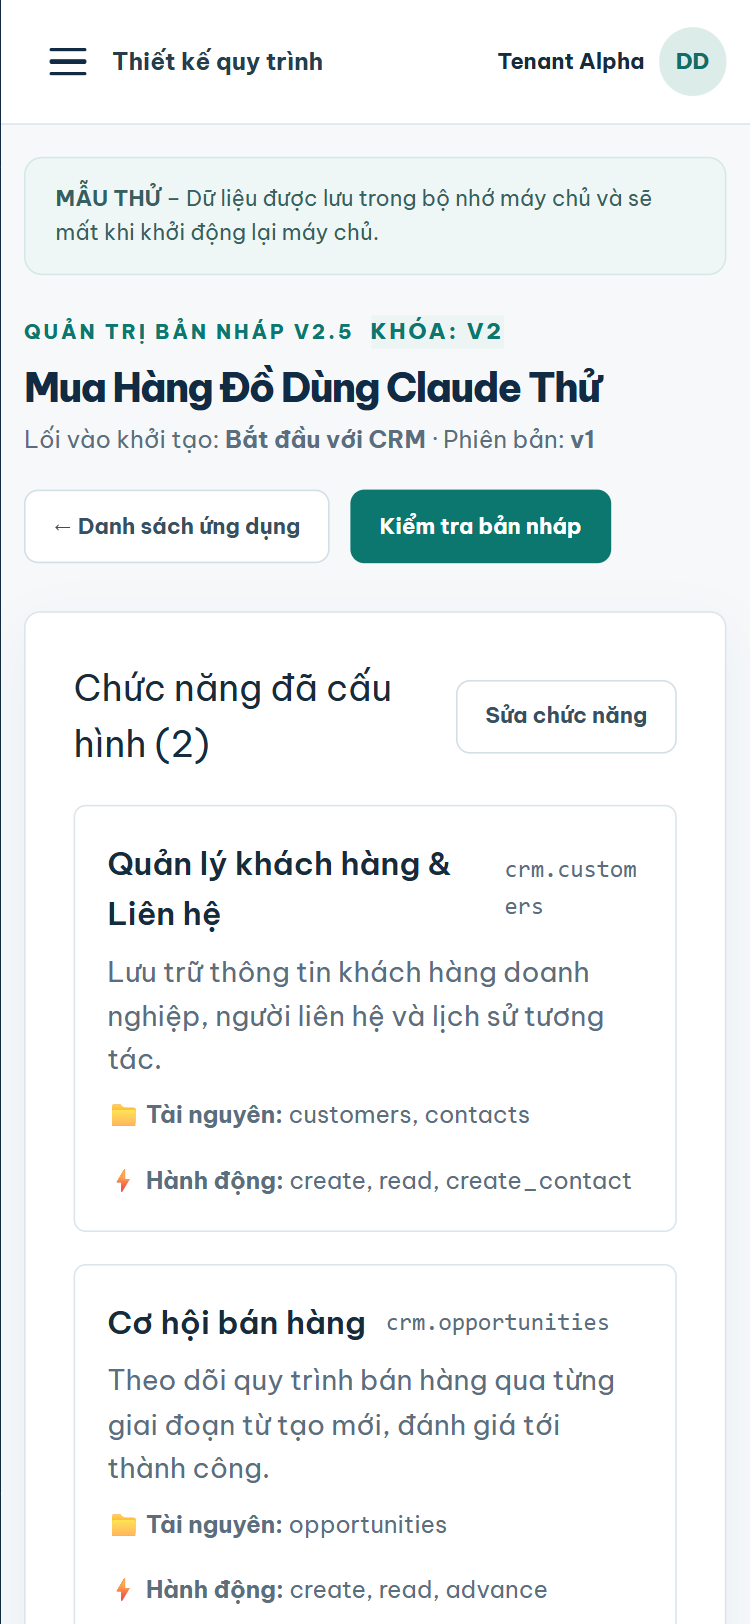 Thiết kế quy trình
Tenant Alpha
DD
MẪU THỬ – Dữ liệu được lưu trong bộ nhớ máy chủ và sẽ
mất khi khởi động lại máy chủ.
QUẢN TRỊ BẢN NHÁP V2.5 KHÓA: V2
Mua Hàng Đồ Dùng Claude Thử
Lối vào khởi tạo: Bắt đầu với CRM · Phiên bản: v1
← Danh sách ứng dụng
Kiểm tra bản nháp
Chức năng đã cấu
hình (2)
Sửa chức năng
Quản lý khách hàng &
Liên hệ
crm.custom
ers
Lưu trữ thông tin khách hàng doanh
nghiệp, người liên hệ và lịch sử tương
tác.
Tài nguyên: customers, contacts
Hành động: create, read, create_contact
Cơ hội bán hàng
crm.opportunities
Theo dõi quy trình bán hàng qua từng
giai đoạn từ tạo mới, đánh giá tới
thành công.
Tài nguyên: opportunities
Hành động: create, read, advance